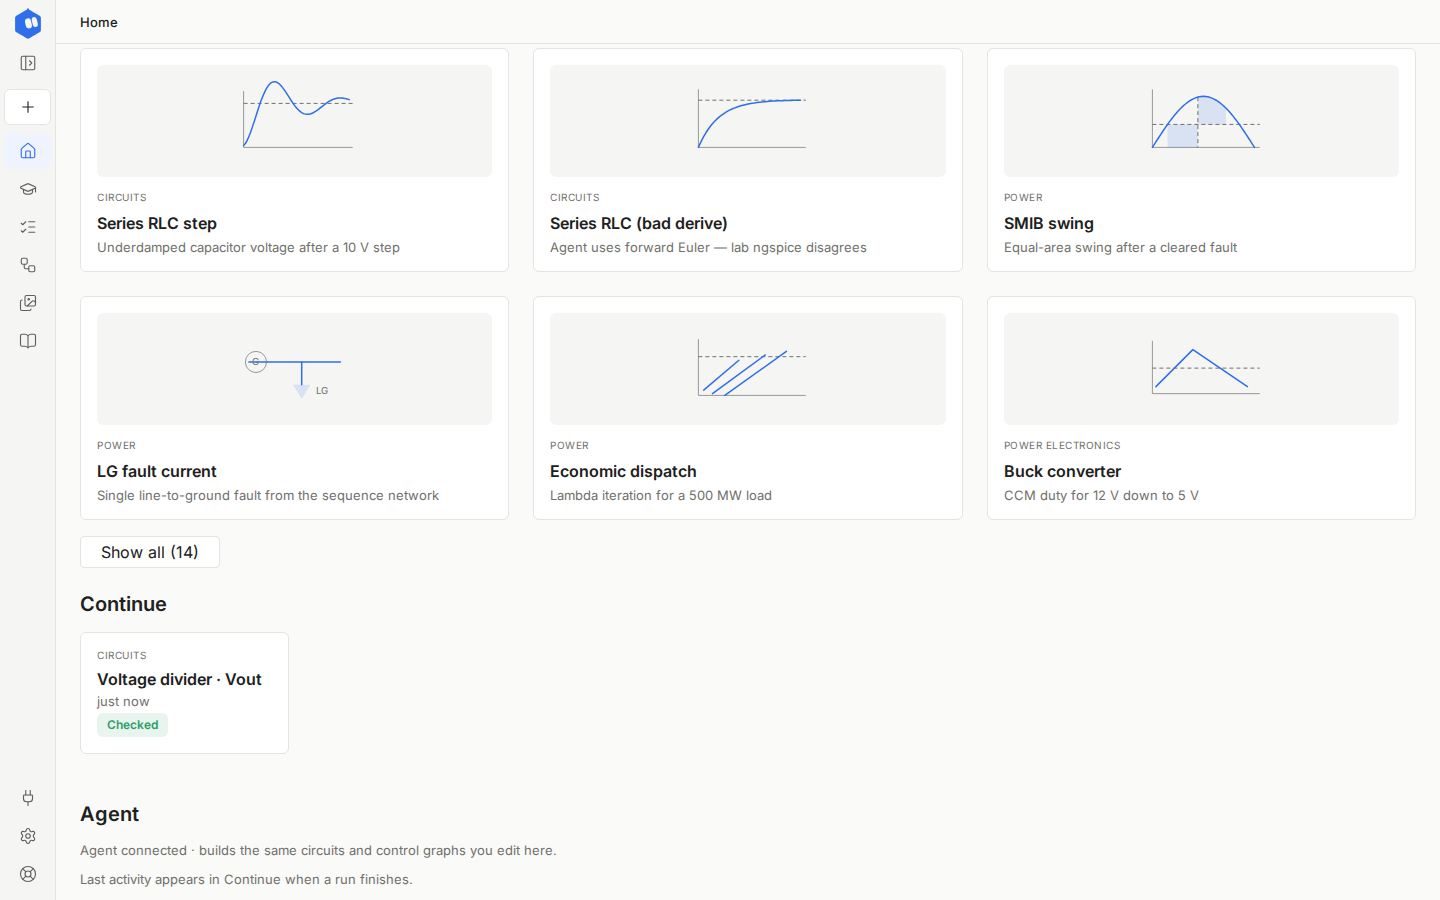 Home
CIRCUITS
Series RLC step
Underdamped capacitor voltage after a 10 V step
CIRCUITS
Series RLC (bad derive)
Agent uses forward Euler — lab ngspice disagrees
POWER
SMIB swing
Equal-area swing after a cleared fault
G
LG
POWER
LG fault current
Single line-to-ground fault from the sequence network
POWER
Economic dispatch
Lambda iteration for a 500 MW load
POWER ELECTRONICS
Buck converter
CCM duty for 12 V down to 5 V
Show all (14)
Continue
CIRCUITS
Voltage divider · Vout
just now
Checked
Agent
Agent connected · builds the same circuits and control graphs you edit here.
Last activity appears in Continue when a run finishes.